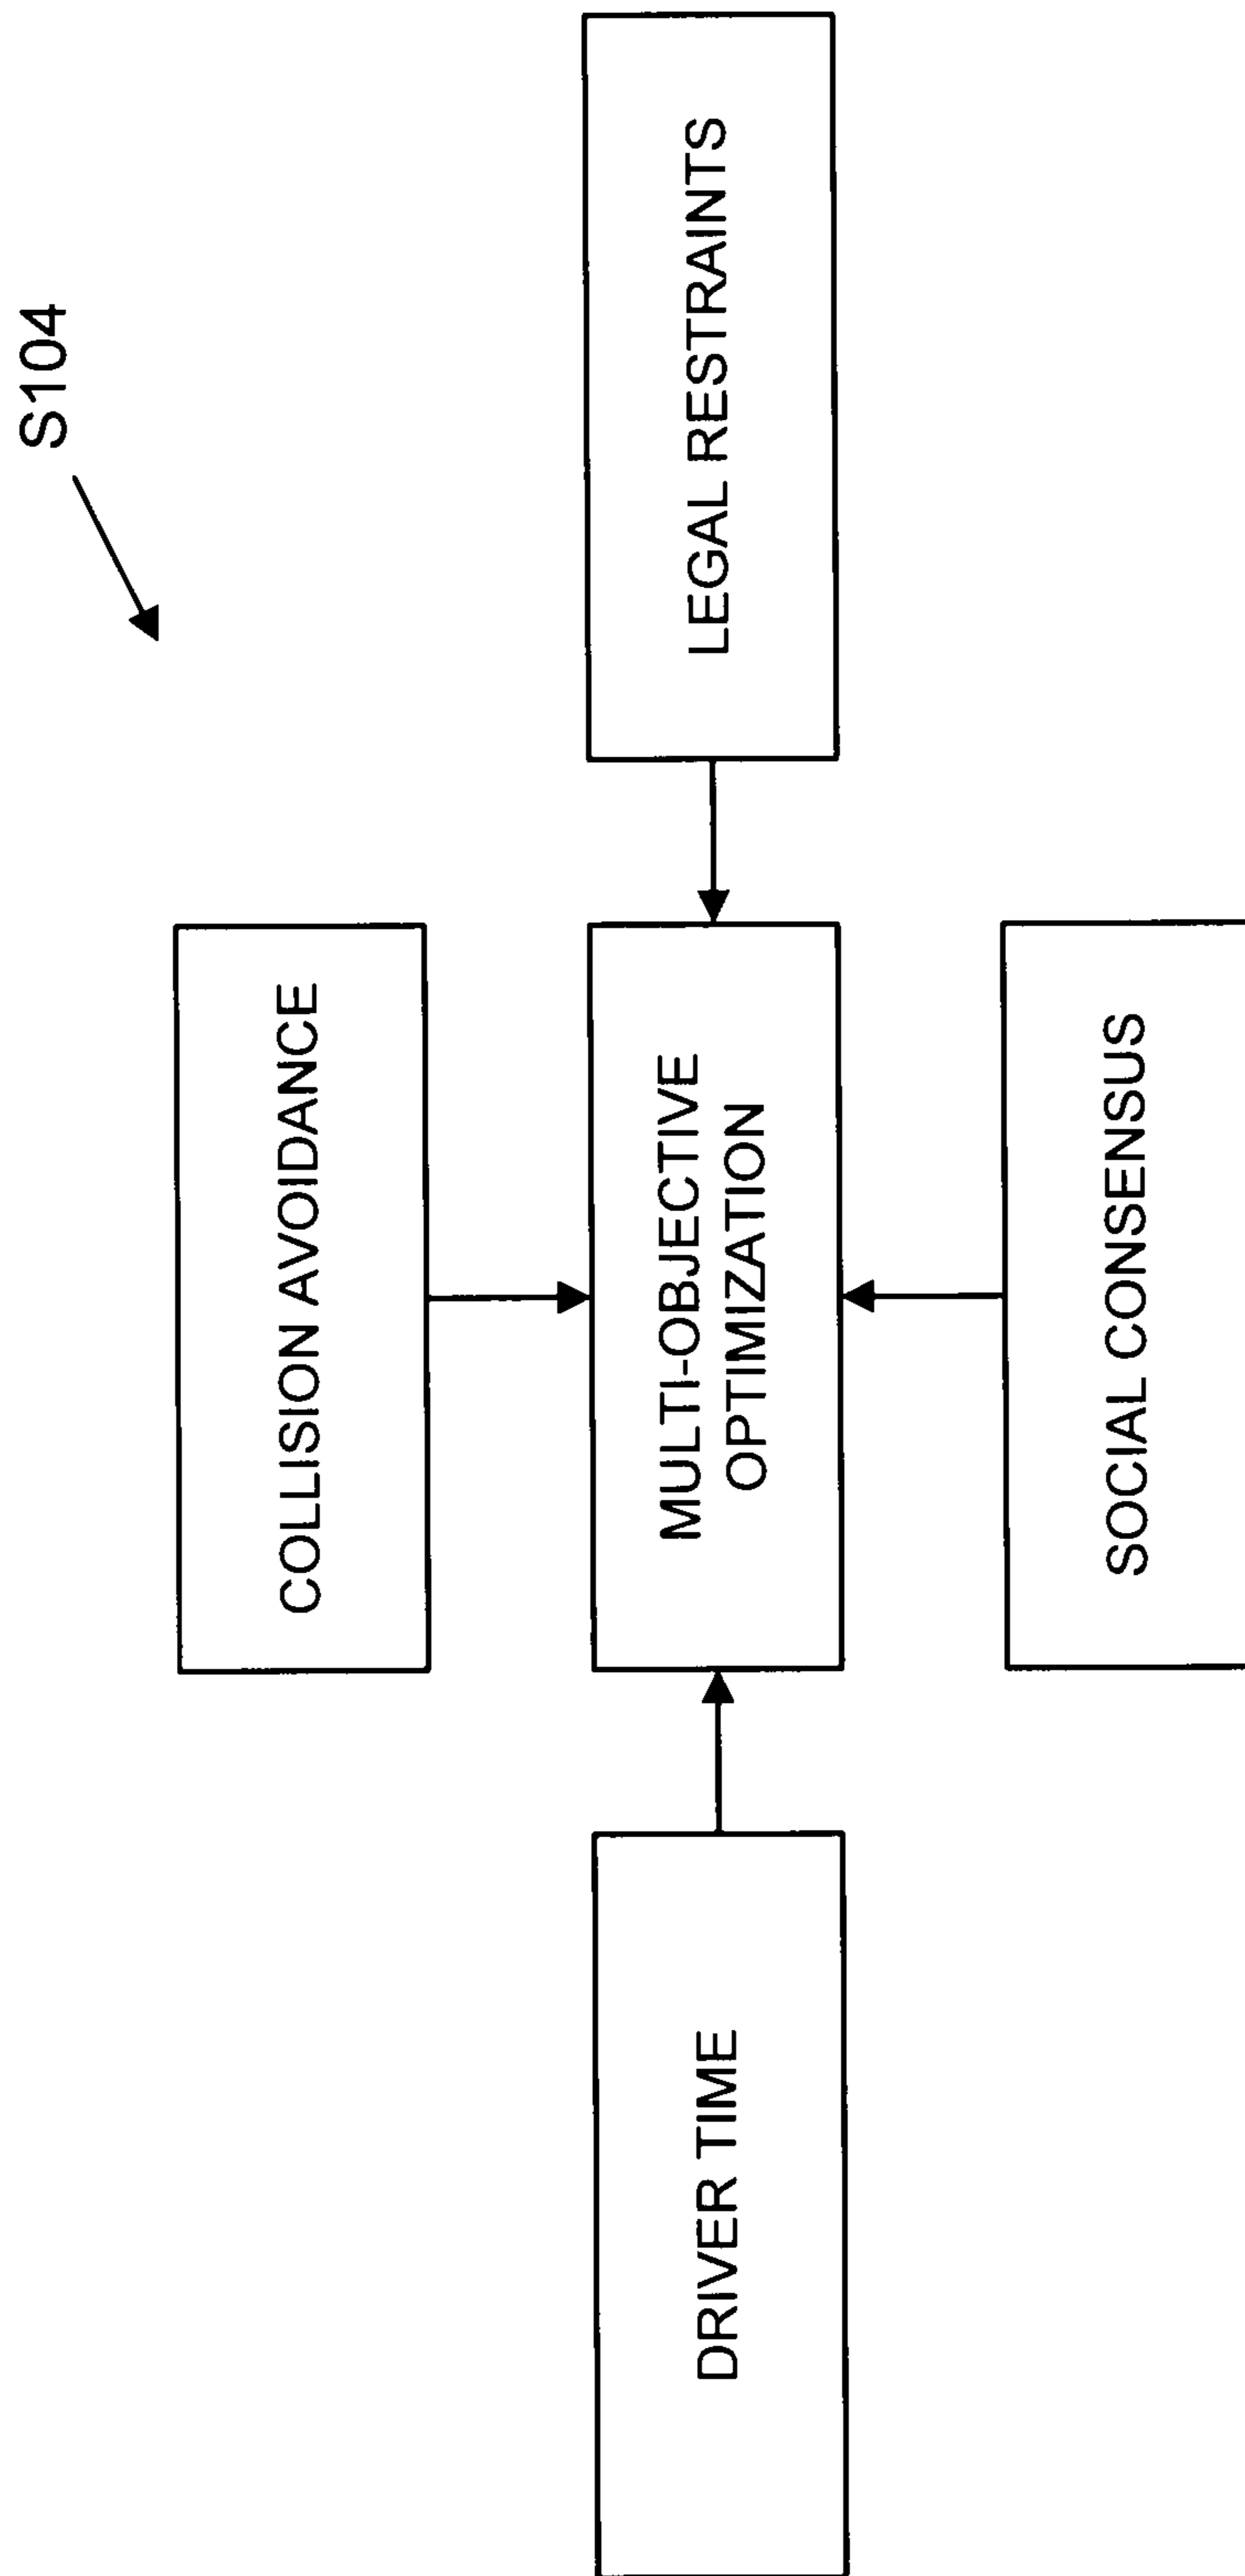 S104
COLLISION AVOIDANCE
DRIVER TIME
MULTI-OBJECTIVE
OPTIMIZATION
LEGAL RESTRAINTS
SOCIAL CONSENSUS